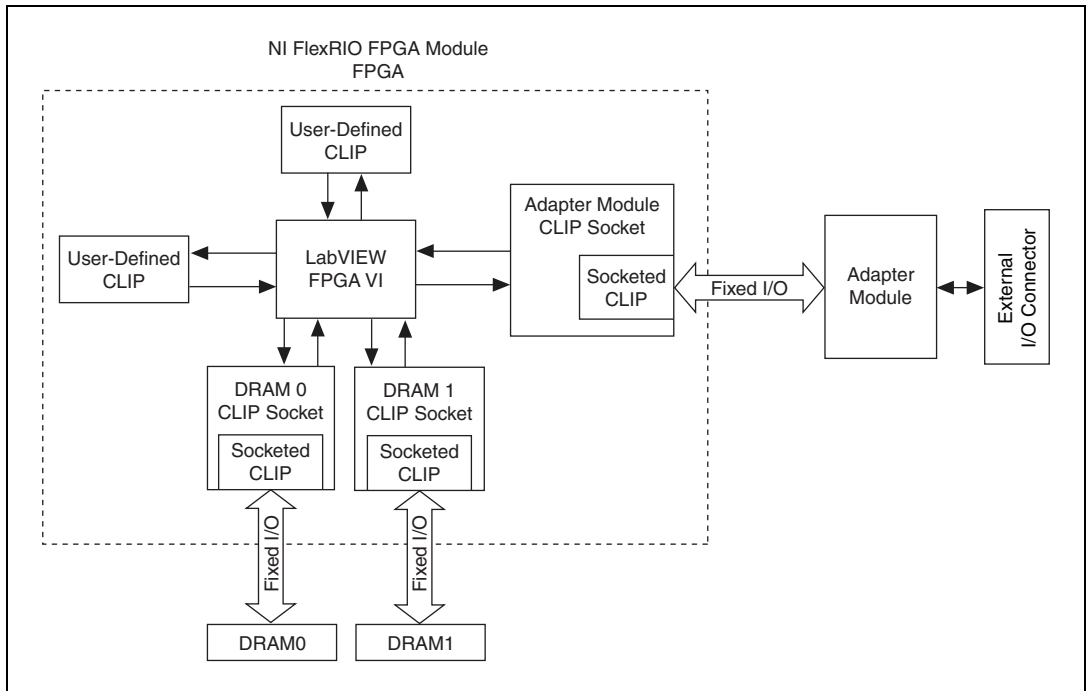 NI FlexRIO FPGA Module
FPGA
User-Defined
CLIP
Adapter Module
CLIP Socket
User-Defined
CLIP
LabVIEW
FPGA VI
Socketed
CLIP
Fixed I/O
Adapter
Module
External
I/O Connector
DRAM 0
CLIP Socket
DRAM 1
CLIP Socket
Socketed
CLIP
Socketed
CLIP
Fixed I/O
Fixed I/O
DRAM0
DRAM1